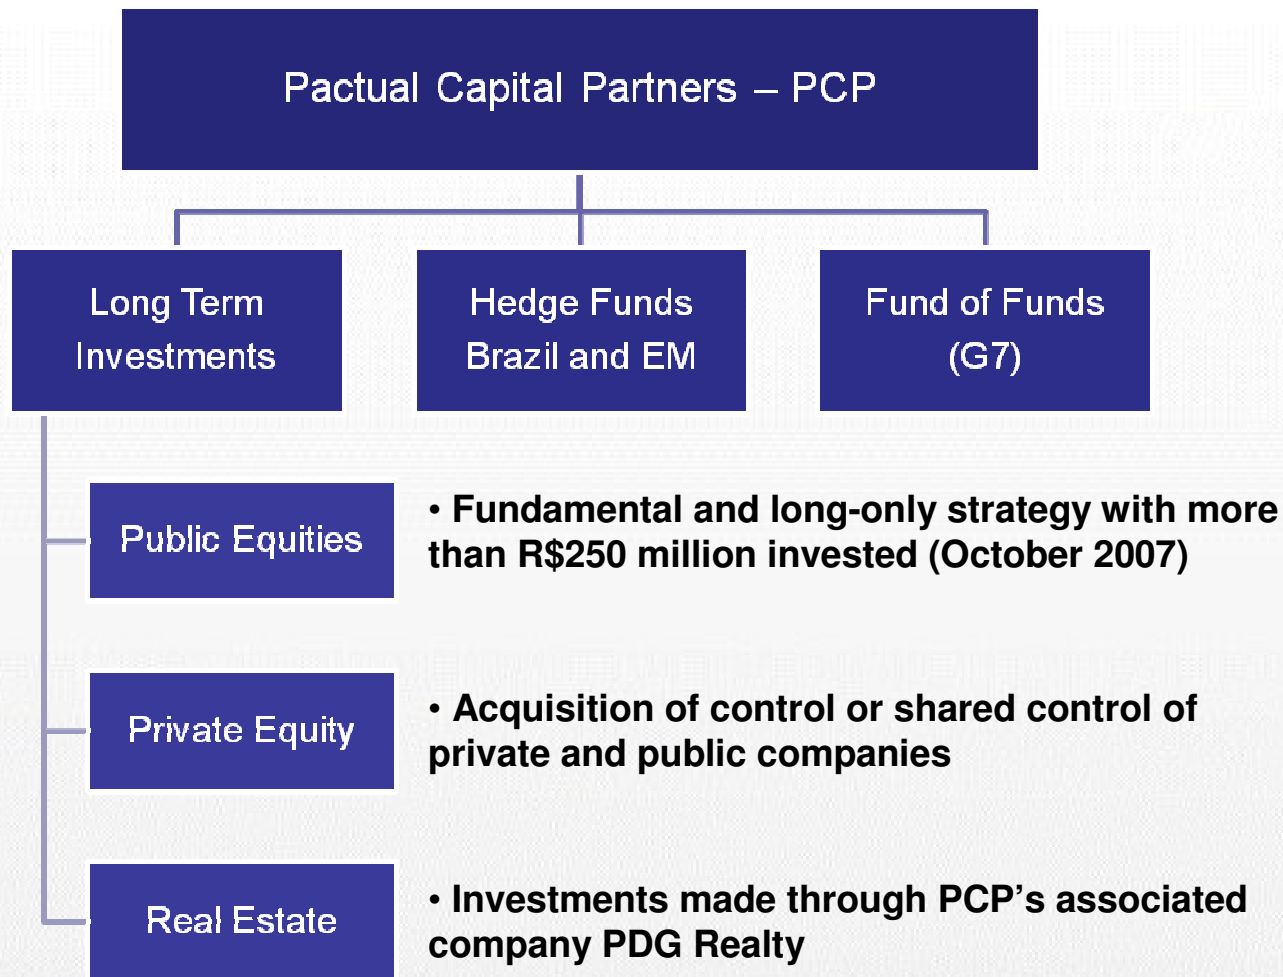 Pactual Capital Partners – PCP
Long Term
Investments
Hedge Funds
Brazil and EM
Fund of Funds
(G7)
Public Equities
• Fundamental and long-only strategy with more
than R$250 million invested (October 2007)
Private Equity
• Acquisition of control or shared control of
private and public companies
Real Estate
• Investments made through PCP’s associated
company PDG Realty